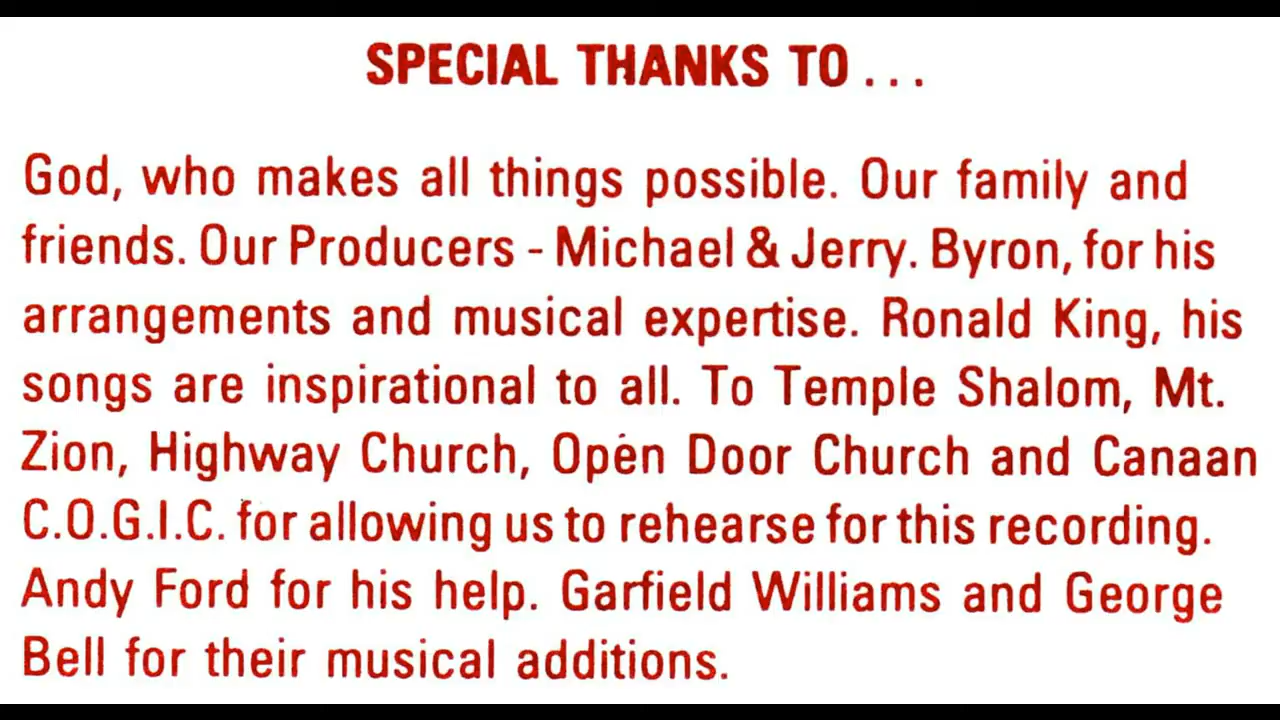 SPECIAL THANKS TO . . .
God, who makes all things possible. Our family and
friends. Our Producers - Michael & Jerry. Byron, for his
arrangements and musical expertise. Ronald King, his
songs are inspirational to all. To Temple Shalom, Mt.
Zion, Highway Church, Open Door Church and Canaan
C.O.G.I.C. for allowing us to rehearse for this recording.
Andy Ford for his help. Garfield Williams and George
Bell for their musical additions.